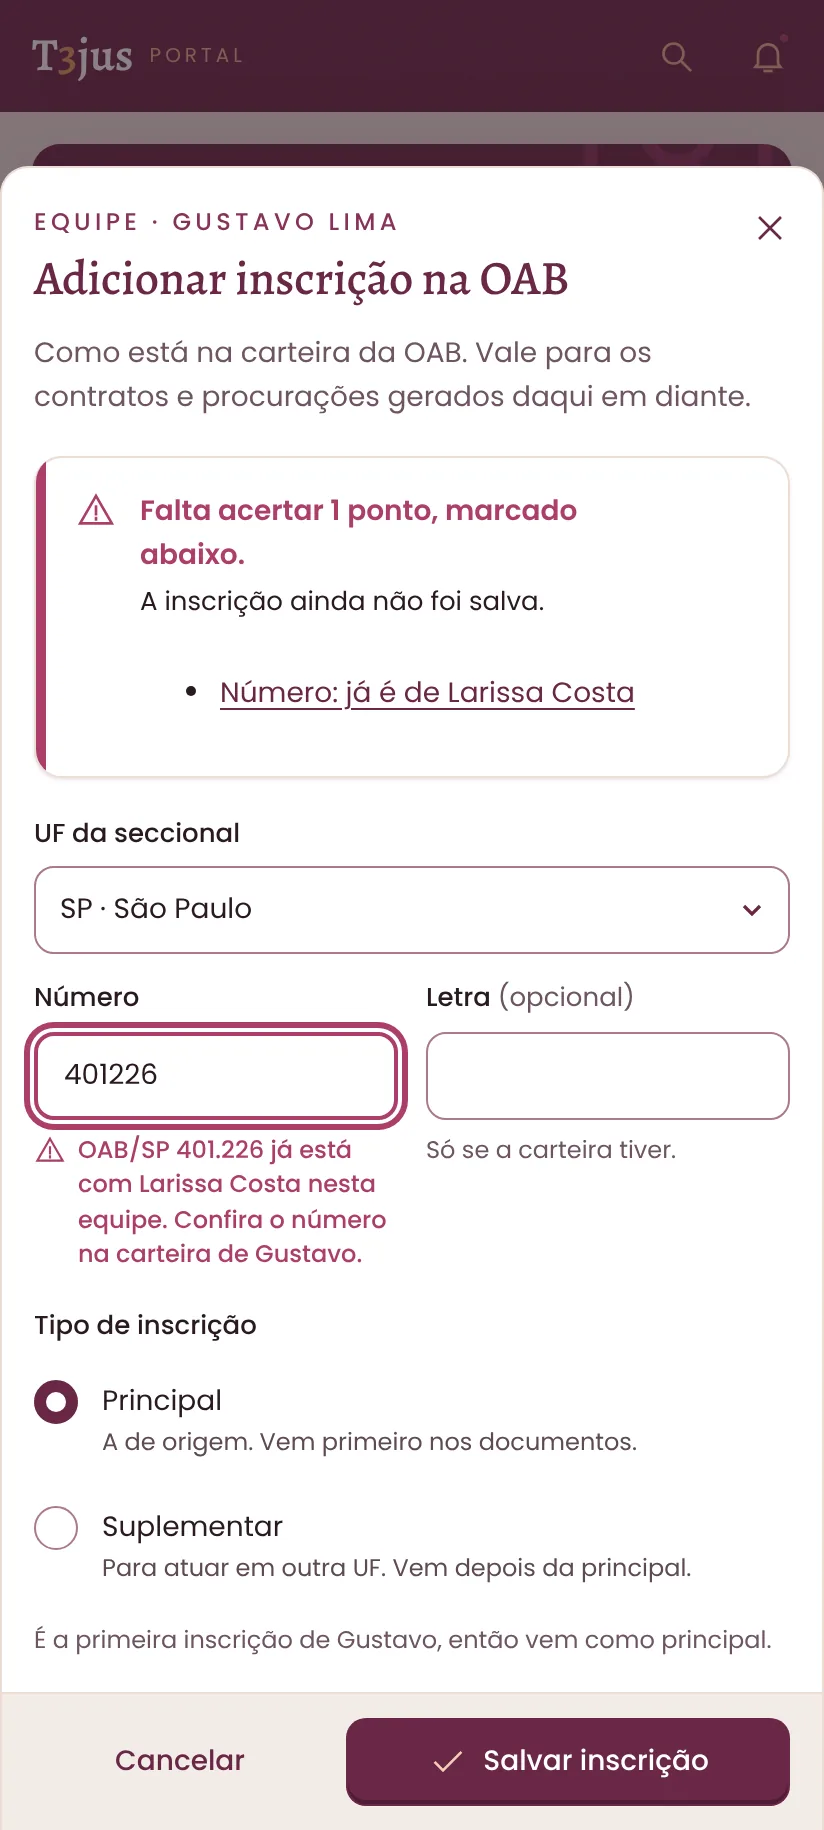 T3jus PORTAL
EQUIPE · GUSTAVO LIMA
Adicionar inscrição na OAB
Como está na carteira da OAB. Vale para os
contratos e procurações gerados daqui em diante.
Falta acertar 1 ponto, marcado
abaixo.
A inscrição ainda não foi salva.
• Número: já é de Larissa Costa
UF da seccional
SP · São Paulo
Número
401226
OAB/SP 401.226 já está
com Larissa Costa nesta
equipe. Confira o número
na carteira de Gustavo.
Letra (opcional)
Só se a carteira tiver.
Tipo de inscrição
Principal
A de origem. Vem primeiro nos documentos.
Suplementar
Para atuar em outra UF. Vem depois da principal.
É a primeira inscrição de Gustavo, então vem como principal.
Cancelar
Salvar inscrição